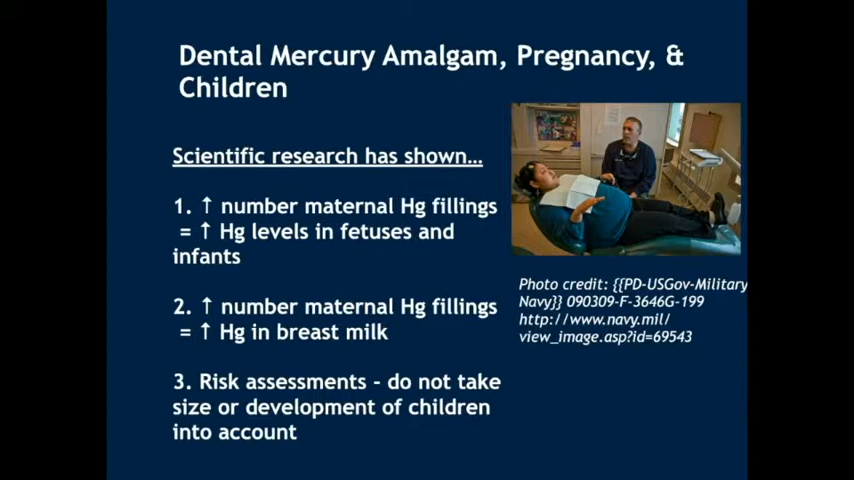 Dental Mercury Amalgam, Pregnancy, &
Children
Scientific research has shown...
1. ↑ number maternal Hg fillings
= ↑ Hg levels in fetuses and
infants
2. ↑ number maternal Hg fillings
= ↑ Hg in breast milk
3. Risk assessments - do not take
size or development of children
into account
Photo credit: {{PD-USGov-Military
Navy}} 090309-F-3646G-199
http://www.navy.mil/
view_image.asp?id=69543